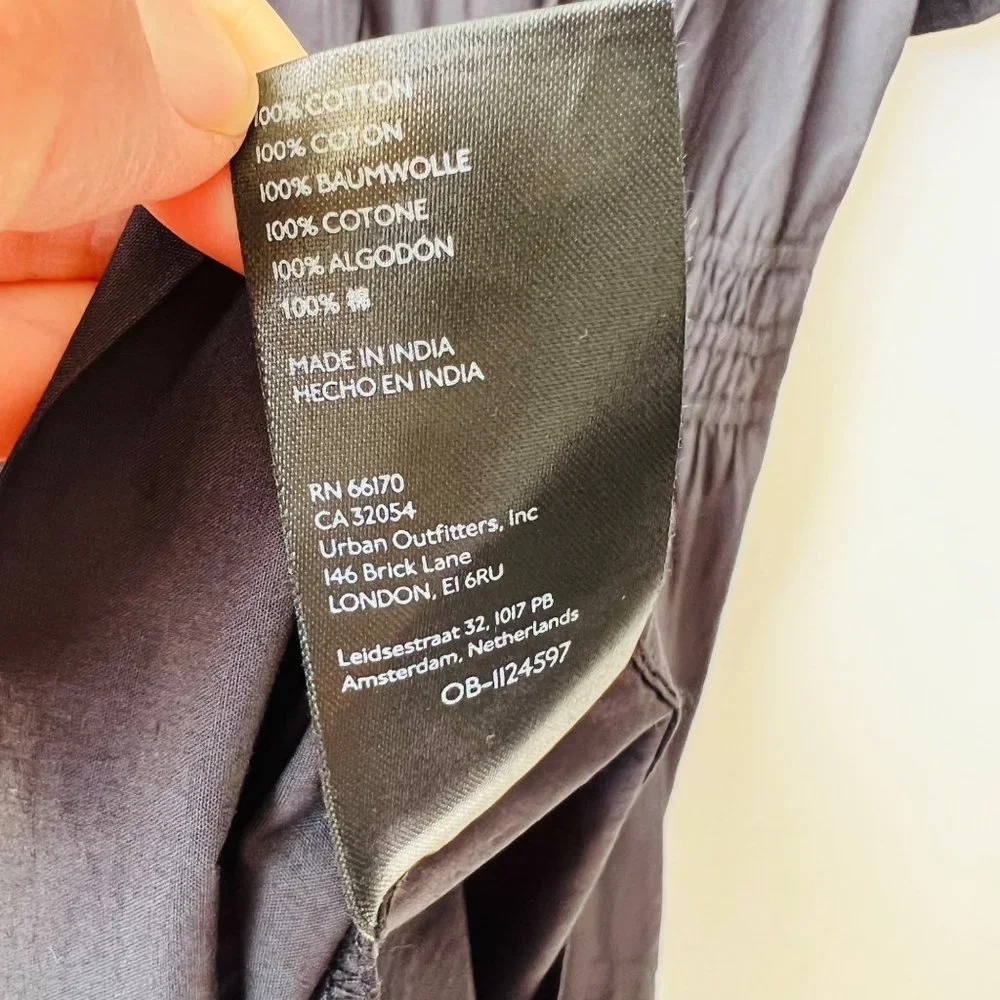 100% COTTON
100% COTON
100% BAUMWOLLE
100% COTONE
100% ALGODÓN
100% 棉
MADE IN INDIA
HECHO EN INDIA
RN 66170
CA 32054
Urban Outfitters, Inc
146 Brick Lane
LONDON, E1 6RU
Leidsestraat 32, 1017 PB
Amsterdam, Netherlands
OB-1124597